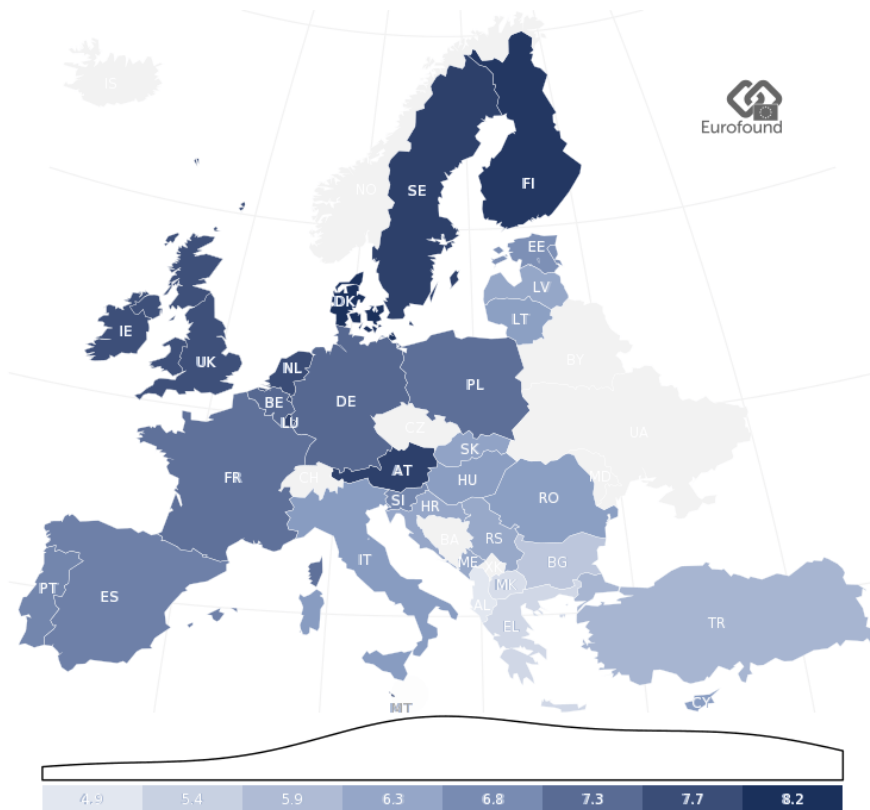 IS
Eurofound
NO
SE
FI
EE
LV
DK
LT
IE
UK
NL
BY
BE
DE
PL
LU
CZ
UA
SK
FR
CH
AT
HU
MD
SI
RO
HR
BA
RS
IT
ME
XK
BG
PT
ES
MK
AL
EL
TR
MT
CY
4.9 5.4 5.9 6.3 6.8 7.3 7.7 8.2